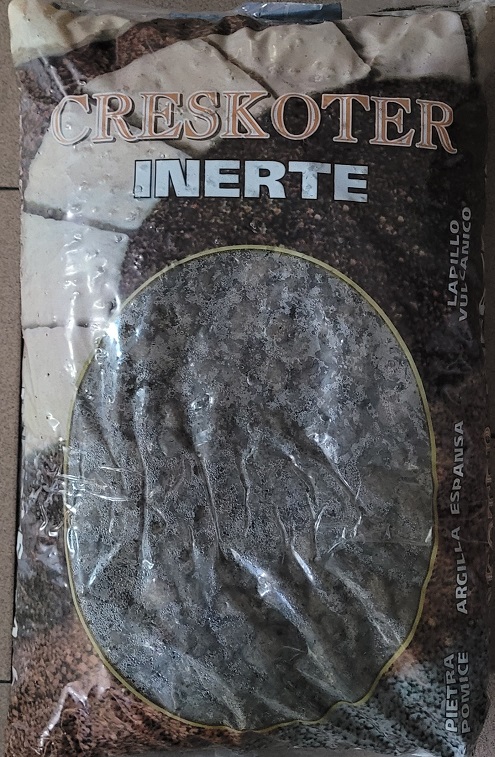 CRESKOTER
INERTE
LAPILLO
VULCANICO
ARGILLA ESPANSA
PIETRA
POMICE